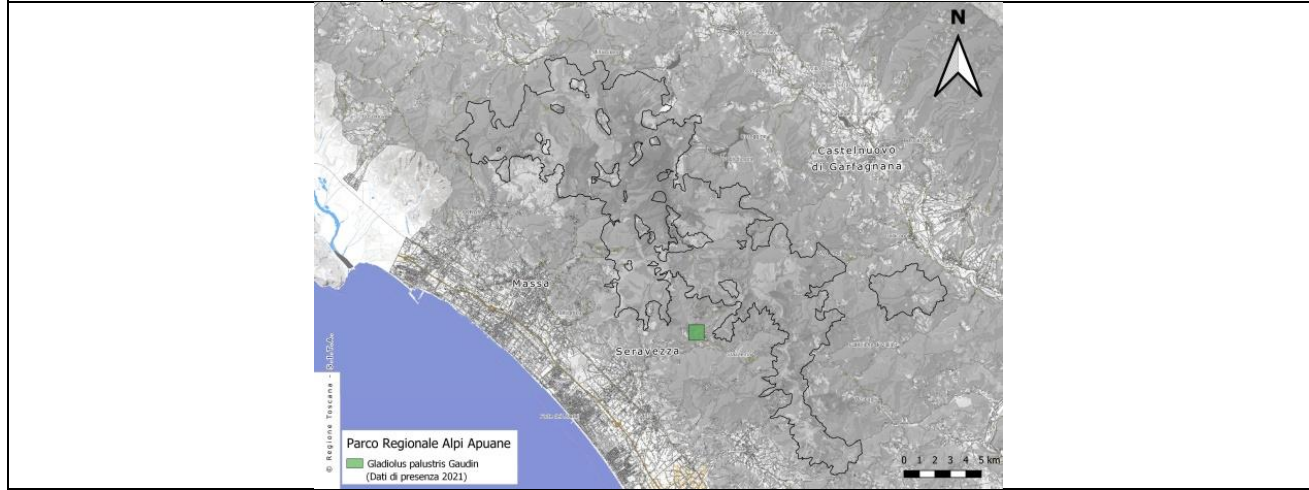 N
Castelnuovo
di Garfagnana
Massa
Seravezza
© Regione Toscana - S.I.T.A.
Parco Regionale Alpi Apuane
Gladiolus palustris Gaudin
(Dati di presenza 2021)
0 1 2 3 4 5 km